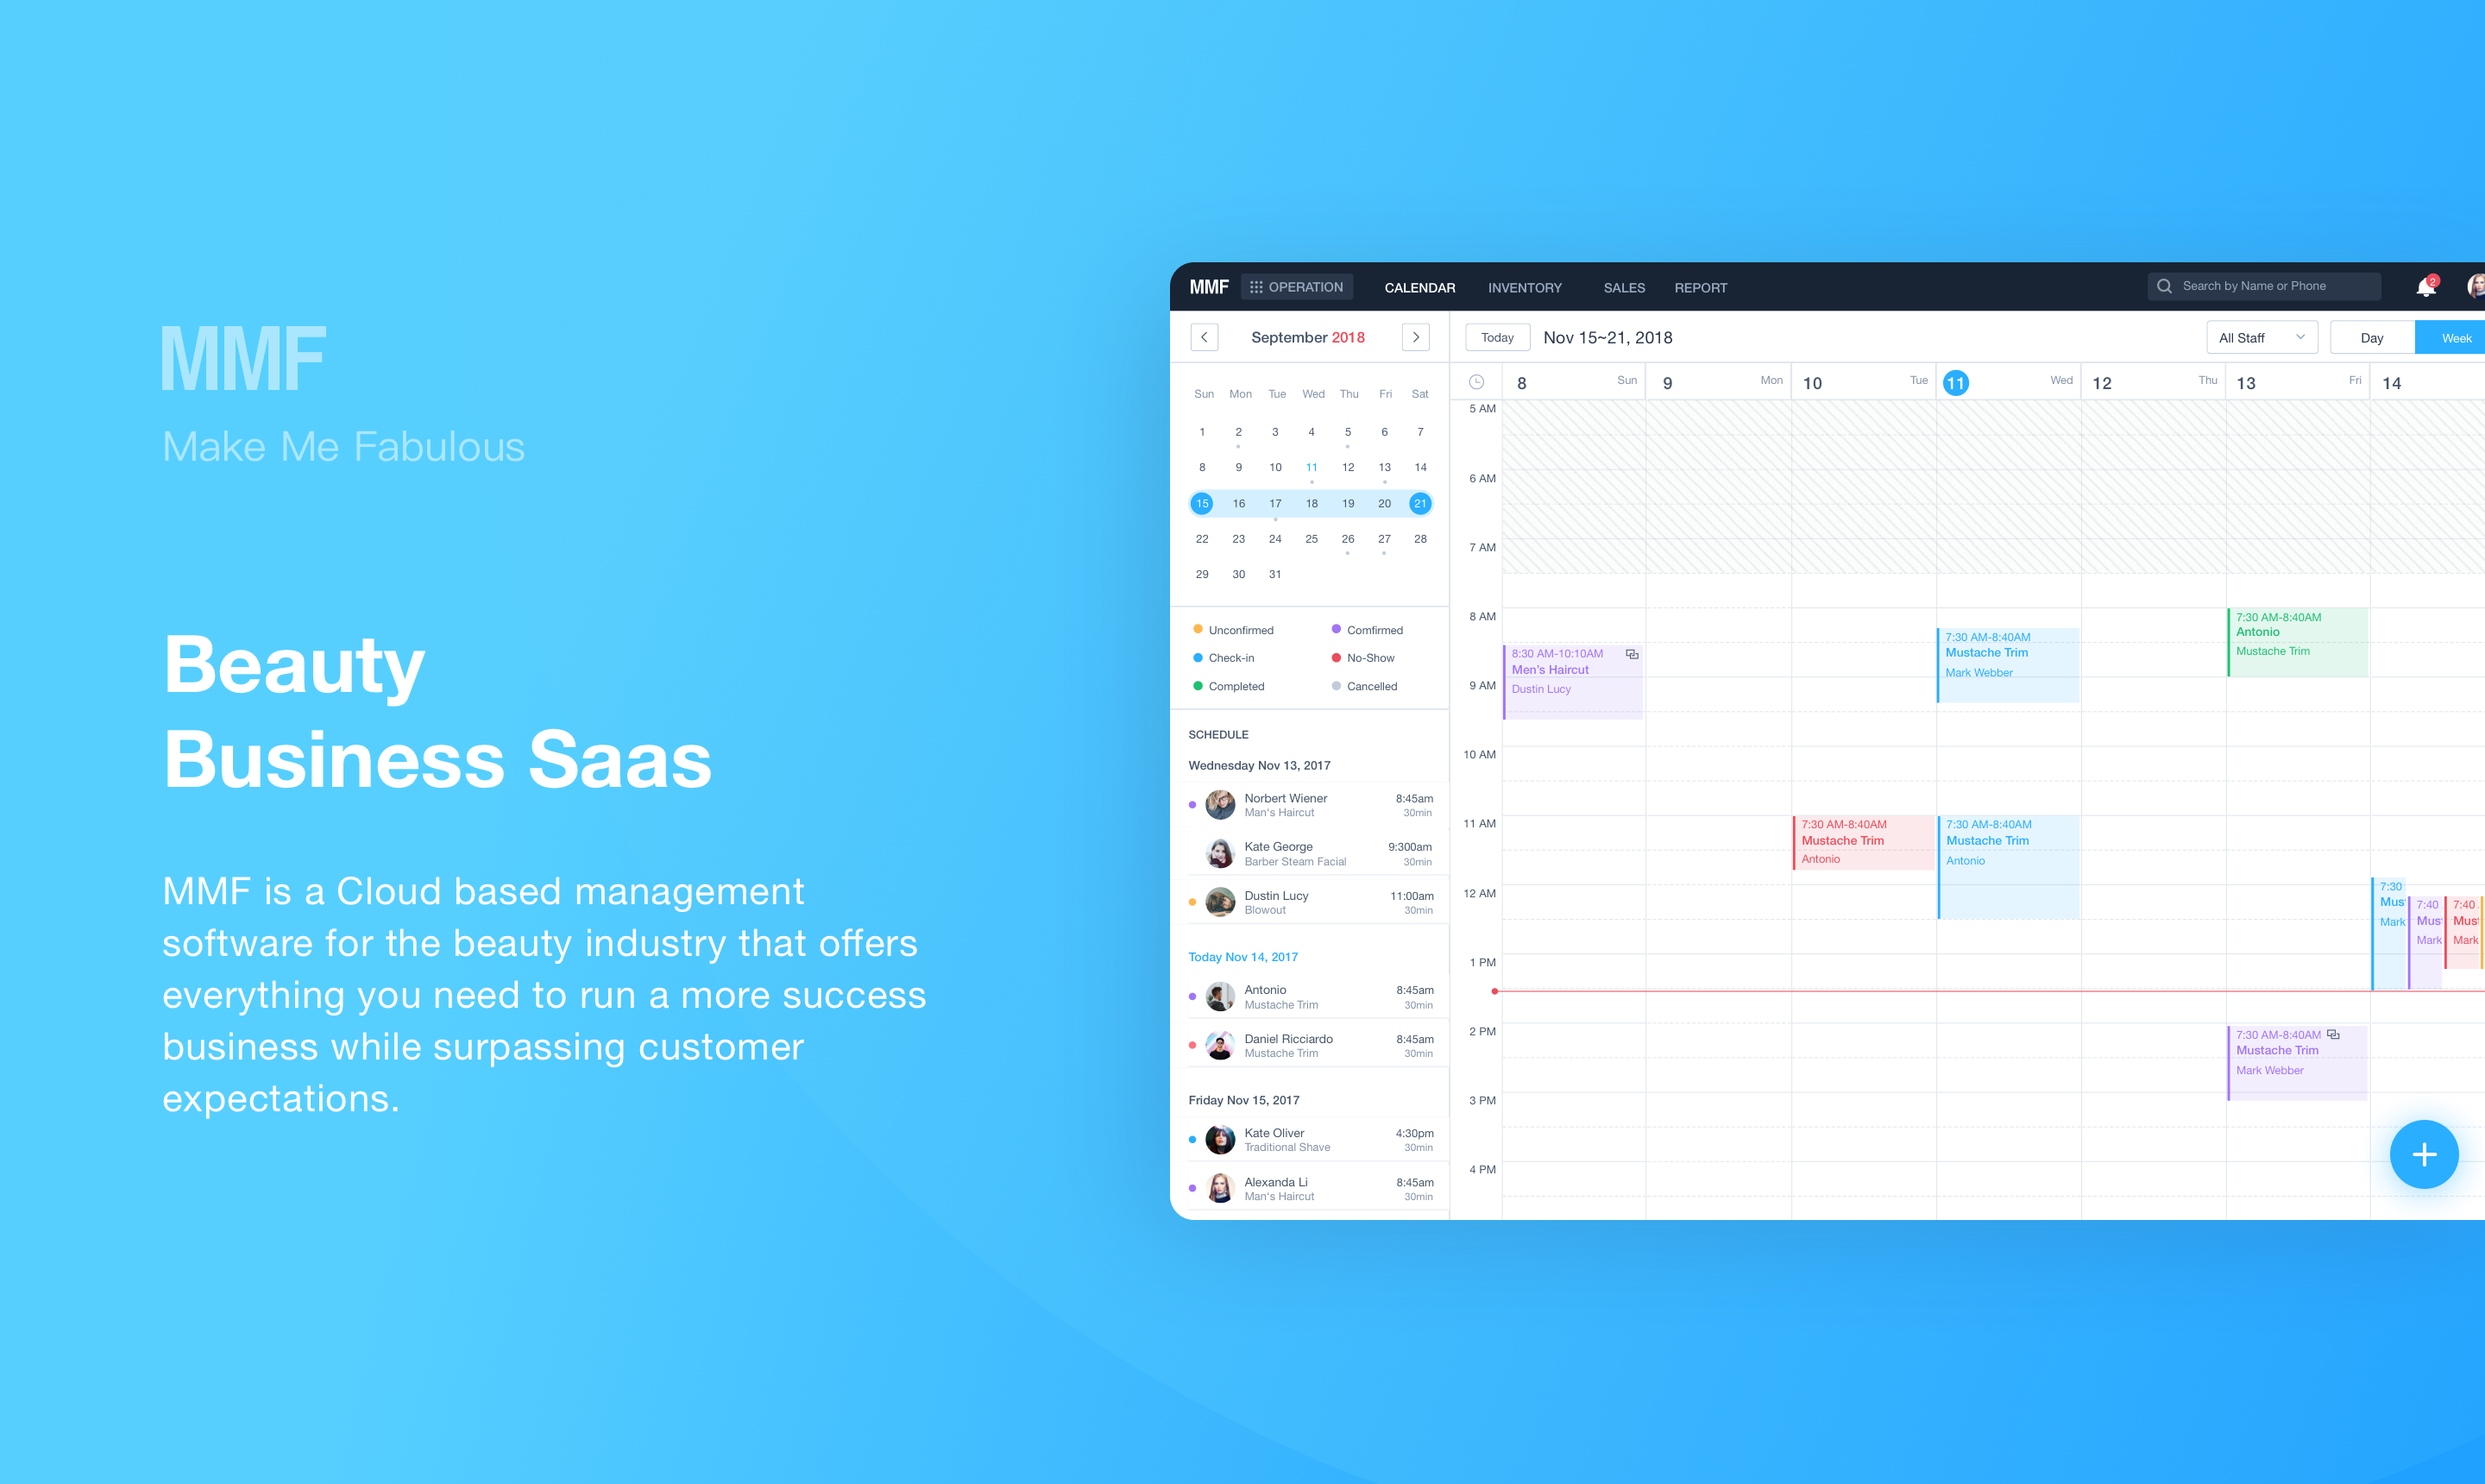 MMF
Make Me Fabulous
Beauty
Business Saas
MMF is a Cloud based management
software for the beauty industry that offers
everything you need to run a more success
business while surpassing customer
expectations.
MMF OPERATION CALENDAR INVENTORY SALES REPORT Search by Name or Phone 2
September 2018
Sun Mon Tue Wed Thu Fri Sat
1 2 3 4 5 6 7
8 9 10 11 12 13 14
15 16 17 18 19 20 21
22 23 24 25 26 27 28
29 30 31
Unconfirmed Comfirmed
Check-in No-Show
Completed Cancelled
SCHEDULE
Wednesday Nov 13, 2017
Norbert Wiener 8:45am
Man's Haircut 30min
Kate George 9:300am
Barber Steam Facial 30min
Dustin Lucy 11:00am
Blowout 30min
Today Nov 14, 2017
Antonio 8:45am
Mustache Trim 30min
Daniel Ricciardo 8:45am
Mustache Trim 30min
Friday Nov 15, 2017
Kate Oliver 4:30pm
Traditional Shave 30min
Alexanda Li 8:45am
Man's Haircut 30min
Today Nov 15~21, 2018 All Staff Day Week
8 Sun 9 Mon 10 Tue 11 Wed 12 Thu 13 Fri 14
5 AM
6 AM
7 AM
8 AM
9 AM
10 AM
11 AM
12 AM
1 PM
2 PM
3 PM
4 PM
8:30 AM-10:10AM
Men's Haircut
Dustin Lucy
7:30 AM-8:40AM
Mustache Trim
Antonio
7:30 AM-8:40AM
Mustache Trim
Mark Webber
7:30 AM-8:40AM
Mustache Trim
Antonio
7:30 AM-8:40AM
Antonio
Mustache Trim
7:30 AM-8:40AM
Mustache Trim
Mark Webber
7:30
Mus
Mark
7:40
Mus
Mark
7:40
Mus
Mark